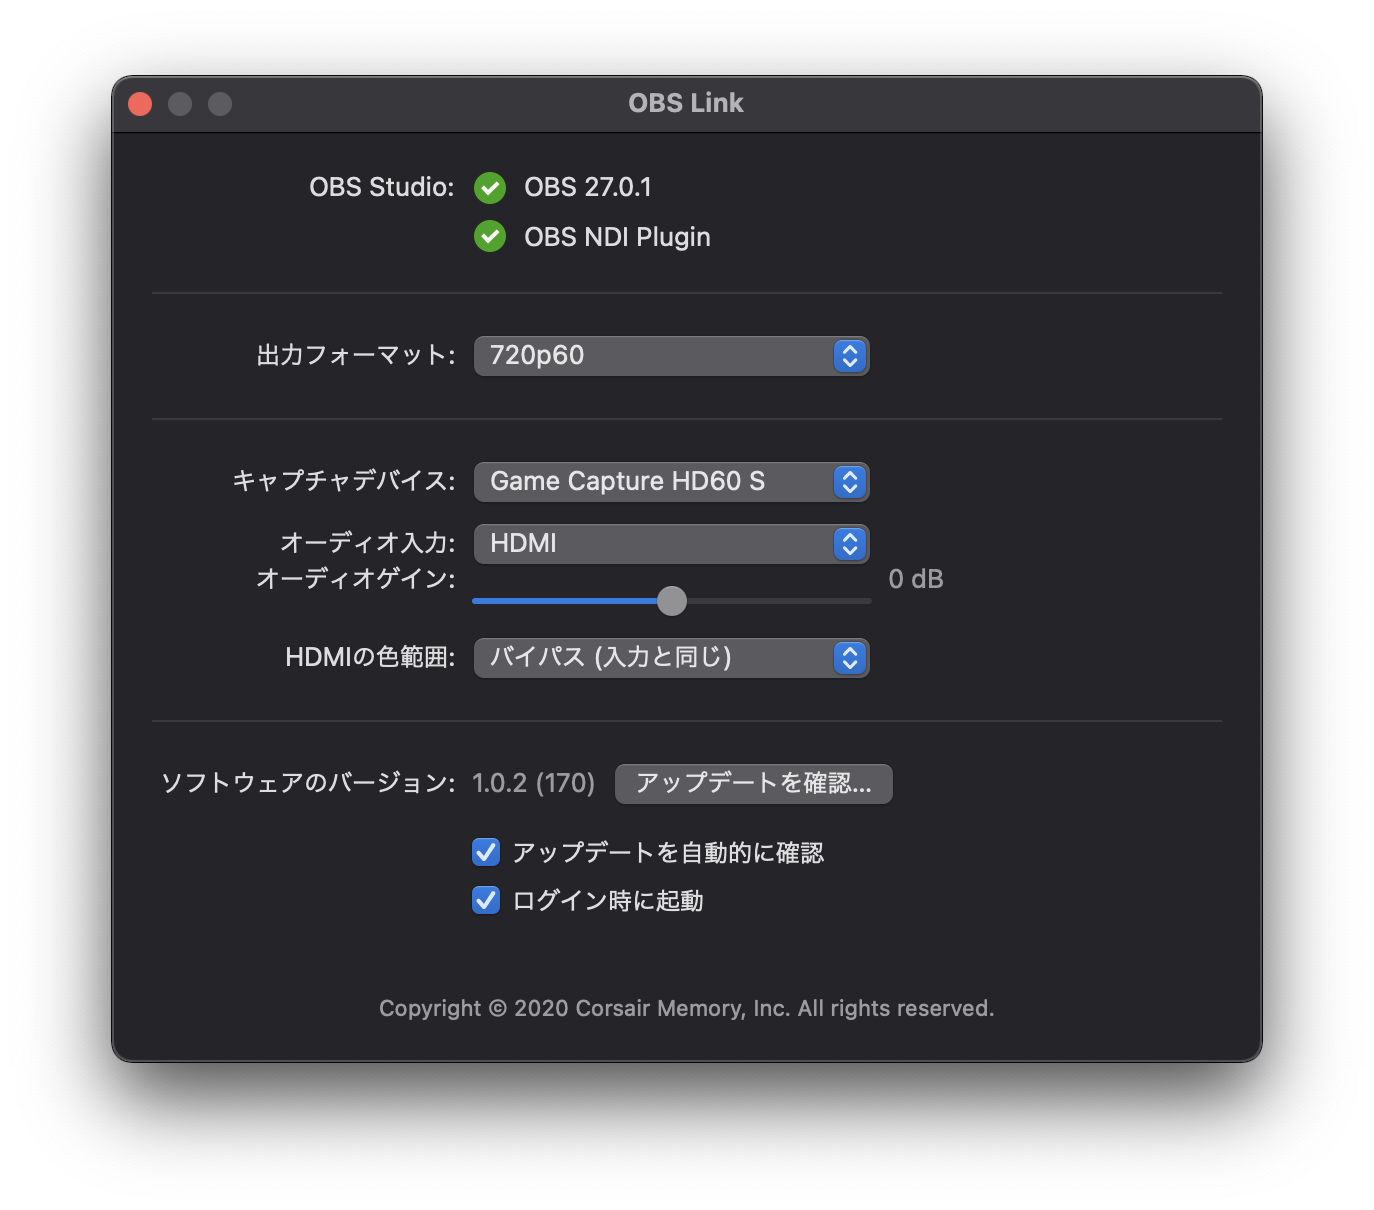 OBS Link
OBS Studio: OBS 27.0.1
OBS NDI Plugin
出力フォーマット: 720p60
キャプチャデバイス: Game Capture HD60 S
オーディオ入力: HDMI
オーディオゲイン: 0 dB
HDMIの色範囲: バイパス (入力と同じ)
ソフトウェアのバージョン: 1.0.2 (170) アップデートを確認...
アップデートを自動的に確認
ログイン時に起動
Copyright © 2020 Corsair Memory, Inc. All rights reserved.